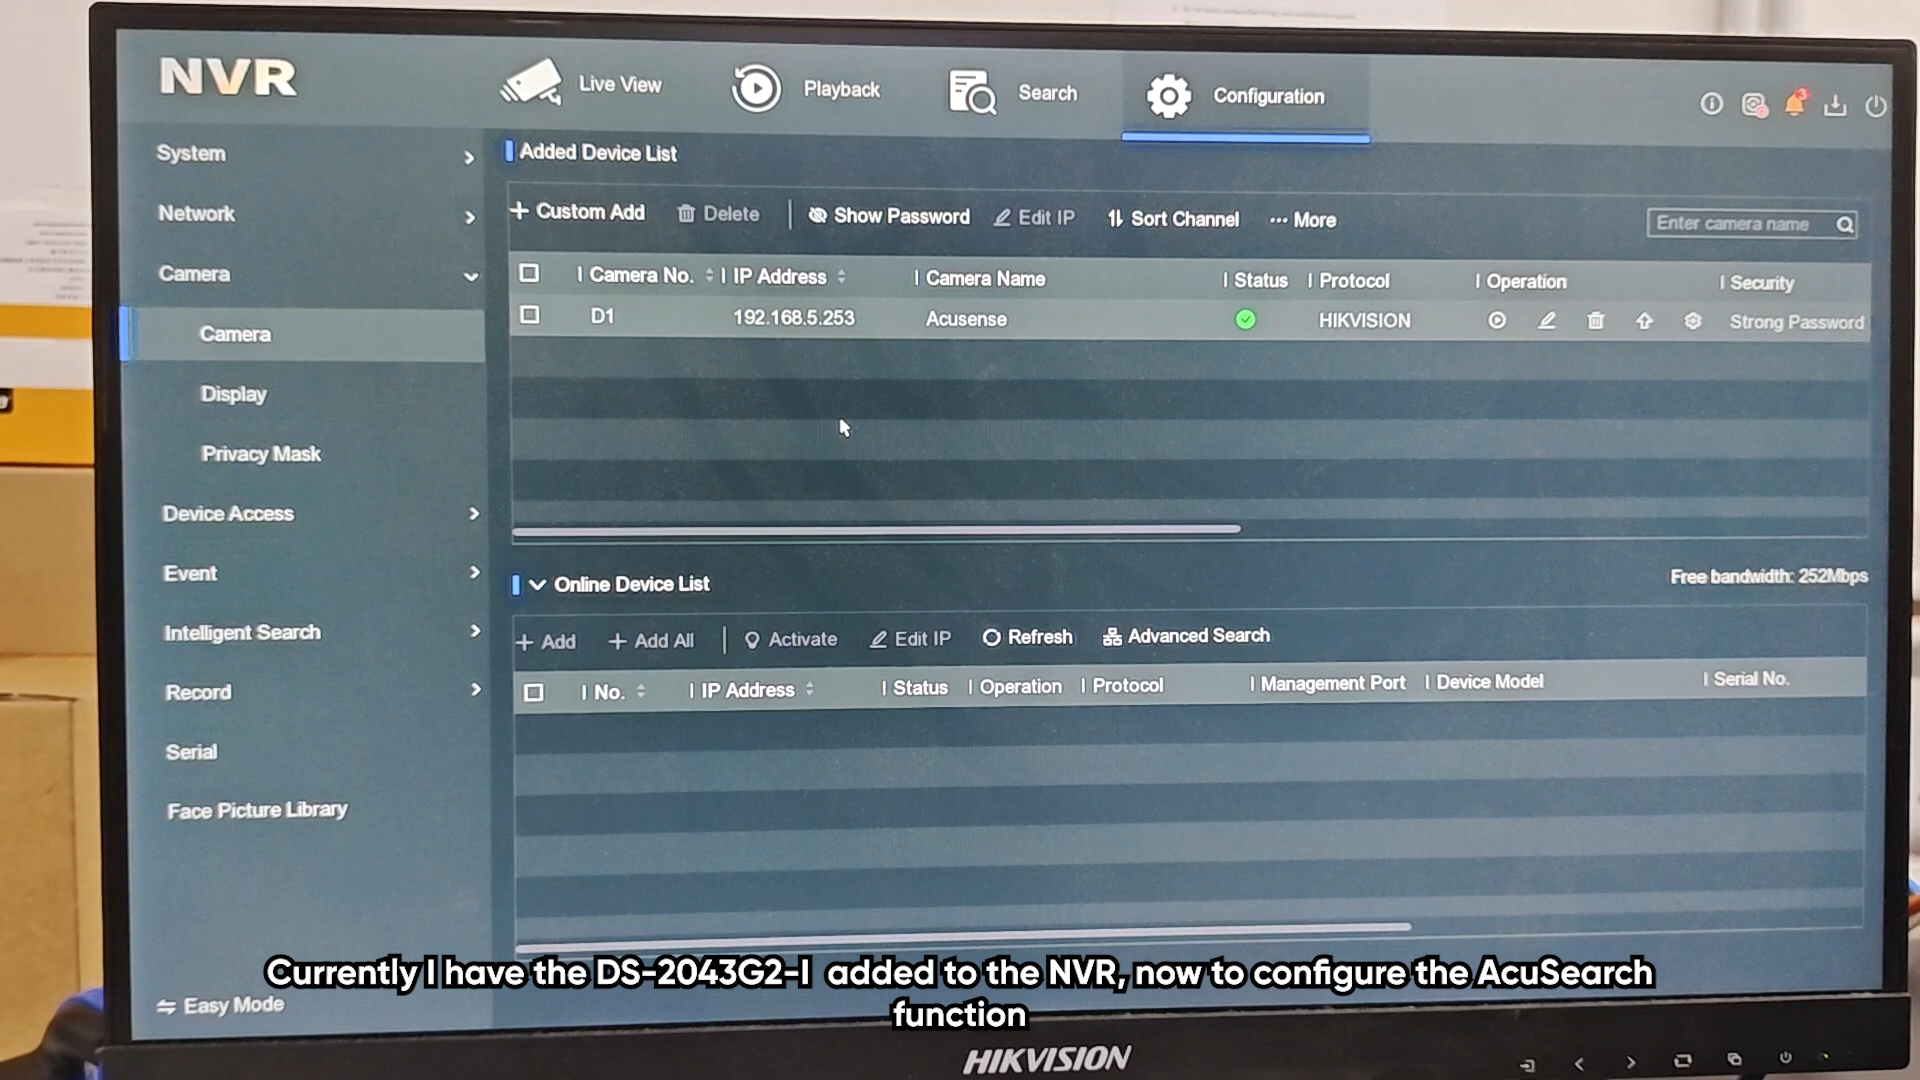 NVR
Live View
Playback
Search
Configuration
3
System
Network
Camera
Camera
Display
Privacy Mask
Device Access
Event
Intelligent Search
Record
Serial
Face Picture Library
Easy Mode
Added Device List
Custom Add Delete Show Password Edit IP Sort Channel ··· More Enter camera name
Camera No. IP Address Camera Name Status Protocol Operation Security
D1 192.168.5.253 Acusense HIKVISION Strong Password
Online Device List Free bandwidth: 252Mbps
Add Add All Activate Edit IP Refresh Advanced Search
No. IP Address Status Operation Protocol Management Port Device Model Serial No.
Currently I have the DS-2043G2-I added to the NVR, now to configure the AcuSearch
function
HIKVISION